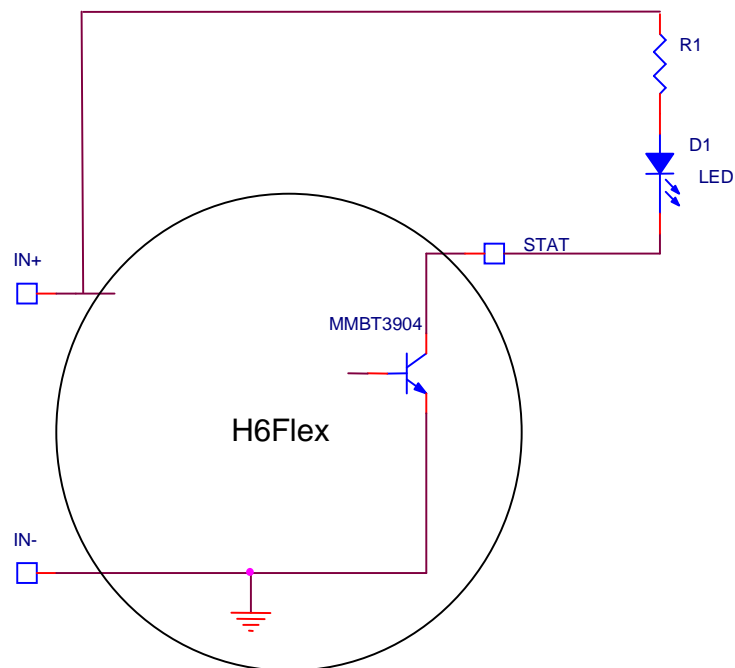 R1
D1
LED
STAT
IN+
MMBT3904
H6Flex
IN-